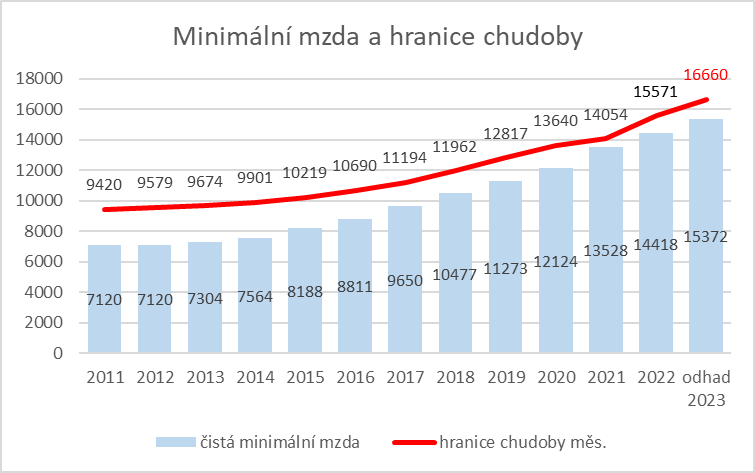 Minimální mzda a hranice chudoby
18000
16000
14000
12000
10000
8000
6000
4000
2000
0
9420 9579 9674 9901 10219 10690 11194 11962 12817 13640 14054 15571 16660
7120 7120 7304 7564 8188 8811 9650 10477 11273 12124 13528 14418 15372
2011 2012 2013 2014 2015 2016 2017 2018 2019 2020 2021 2022 odhad
2023
čistá minimální mzda hranice chudoby měs.